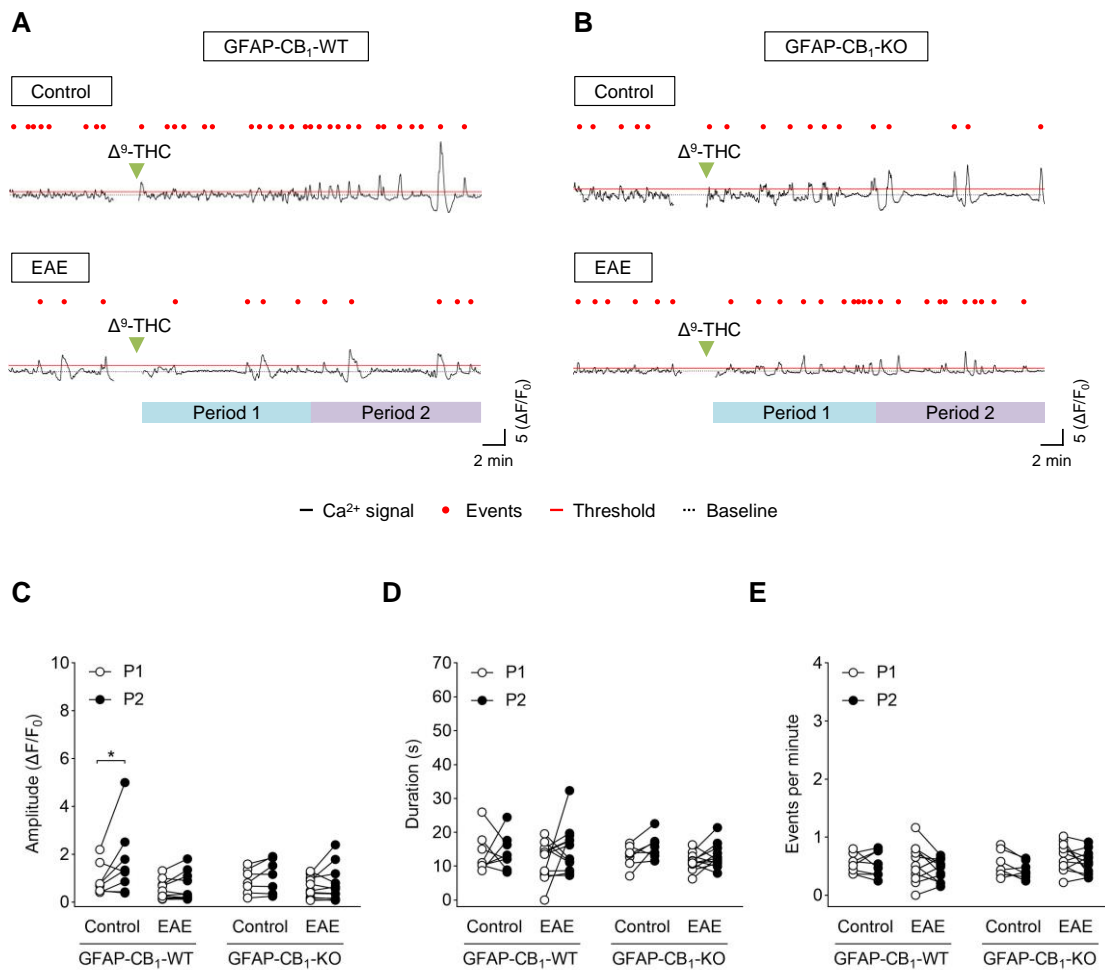 A
GFAP-CB₁-WT
Control
Δ⁹-THC
EAE
Δ⁹-THC
Period 1
Period 2
5 (ΔF/F₀)
2 min
B
GFAP-CB₁-KO
Control
Δ⁹-THC
EAE
Δ⁹-THC
Period 1
Period 2
5 (ΔF/F₀)
2 min
Ca²⁺ signal
Events
Threshold
Baseline
C
Amplitude (ΔF/F₀)
10
8
6
4
2
0
P1
P2
*
Control
EAE
Control
EAE
GFAP-CB₁-WT
GFAP-CB₁-KO
D
Duration (s)
70
60
50
40
30
20
10
0
P1
P2
Control
EAE
Control
EAE
GFAP-CB₁-WT
GFAP-CB₁-KO
E
Events per minute
4
3
2
1
0
P1
P2
Control
EAE
Control
EAE
GFAP-CB₁-WT
GFAP-CB₁-KO